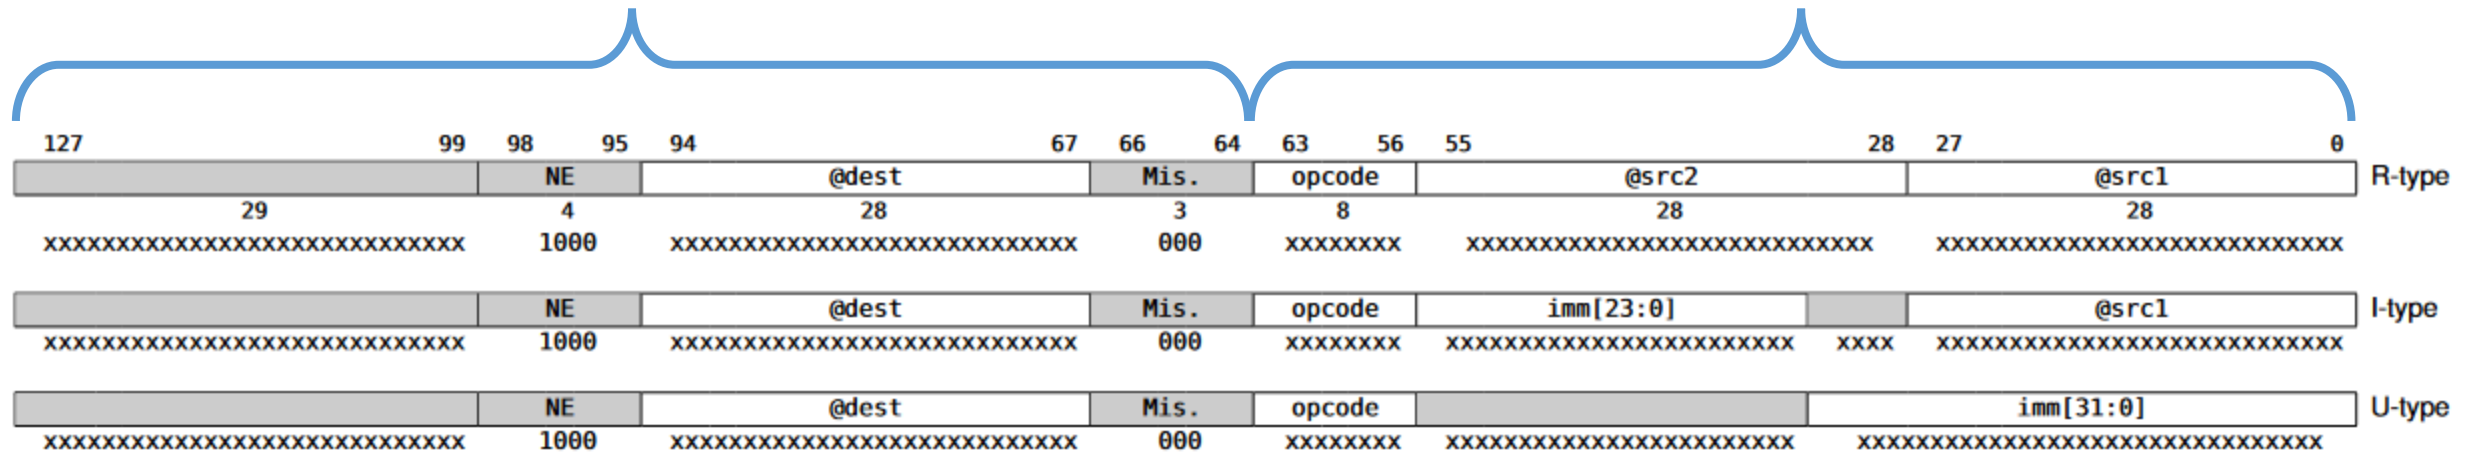 127 99 98 95 94 67 66 64 63 56 55 28 27 0
NE @dest Mis. opcode @src2 @src1 R-type
29 4 28 3 8 28 28
xxxxxxxxxxxxxxxxxxxxxxxxxxxxx 1000 xxxxxxxxxxxxxxxxxxxxxxxxxxxx 000 xxxxxxxx xxxxxxxxxxxxxxxxxxxxxxxxxxxx xxxxxxxxxxxxxxxxxxxxxxxxxxxx
NE @dest Mis. opcode imm[23:0] @src1 I-type
xxxxxxxxxxxxxxxxxxxxxxxxxxxxx 1000 xxxxxxxxxxxxxxxxxxxxxxxxxxxx 000 xxxxxxxx xxxxxxxxxxxxxxxxxxxxxxxx xxxx xxxxxxxxxxxxxxxxxxxxxxxxxxxx
NE @dest Mis. opcode imm[31:0] U-type
xxxxxxxxxxxxxxxxxxxxxxxxxxxxx 1000 xxxxxxxxxxxxxxxxxxxxxxxxxxxx 000 xxxxxxxx xxxxxxxxxxxxxxxxxxxxxxxx xxxxxxxxxxxxxxxxxxxxxxxxxxxxxxxx